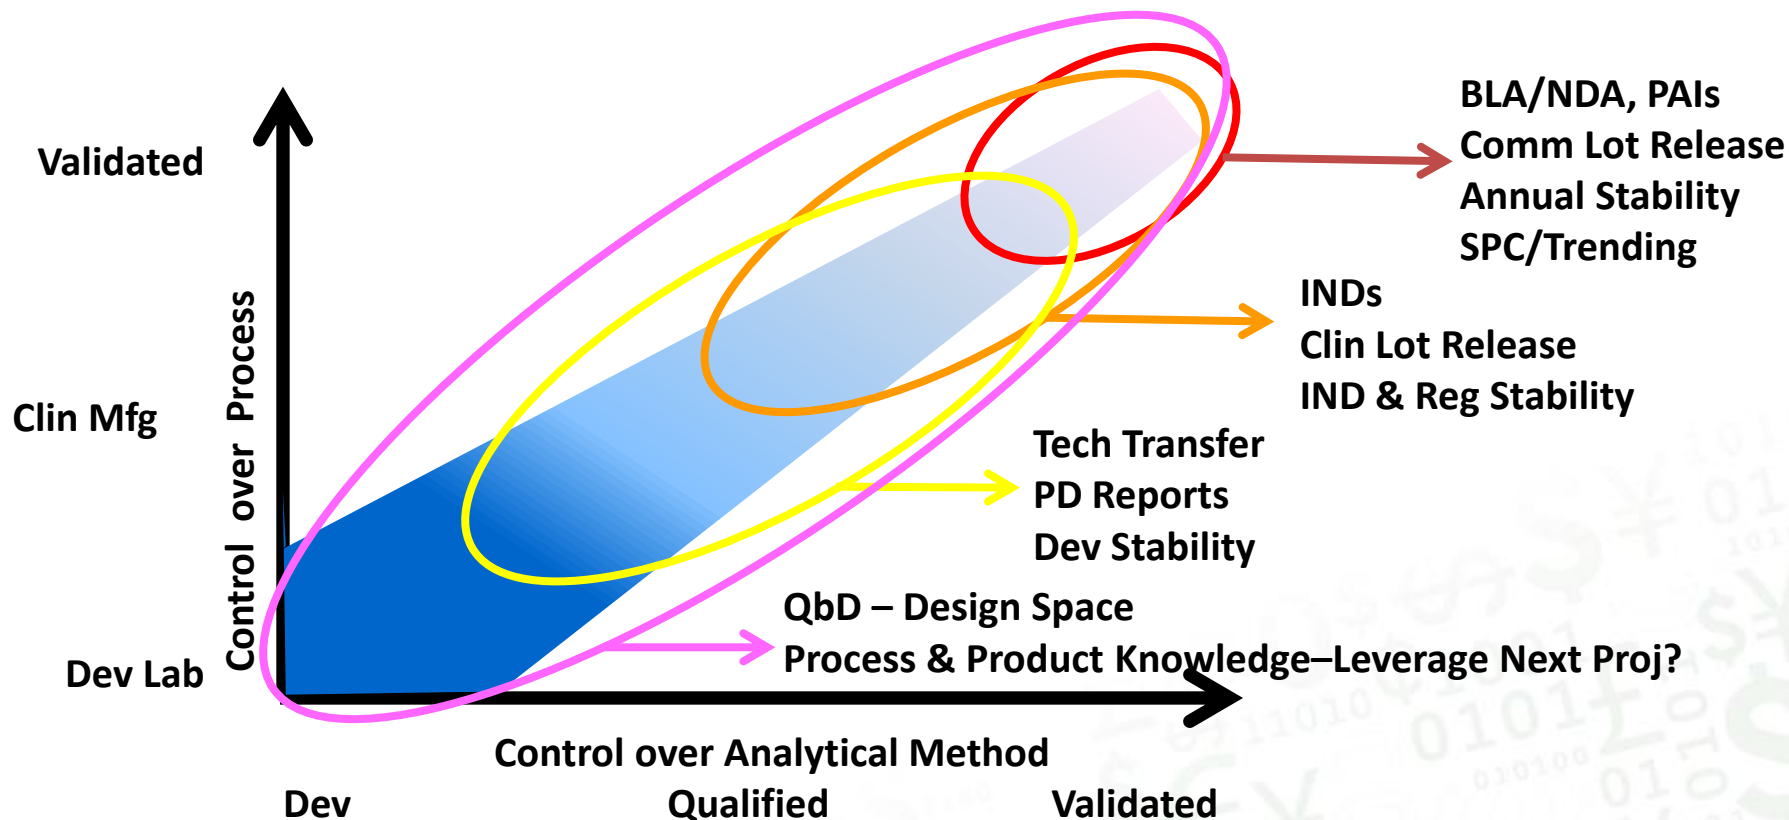 Validated
Clin Mfg
Dev Lab
Control over Process
BLA/NDA, PAIs
Comm Lot Release
Annual Stability
SPC/Trending
INDs
Clin Lot Release
IND & Reg Stability
Tech Transfer
PD Reports
Dev Stability
QbD – Design Space
Process & Product Knowledge–Leverage Next Proj?
Control over Analytical Method
Dev
Qualified
Validated